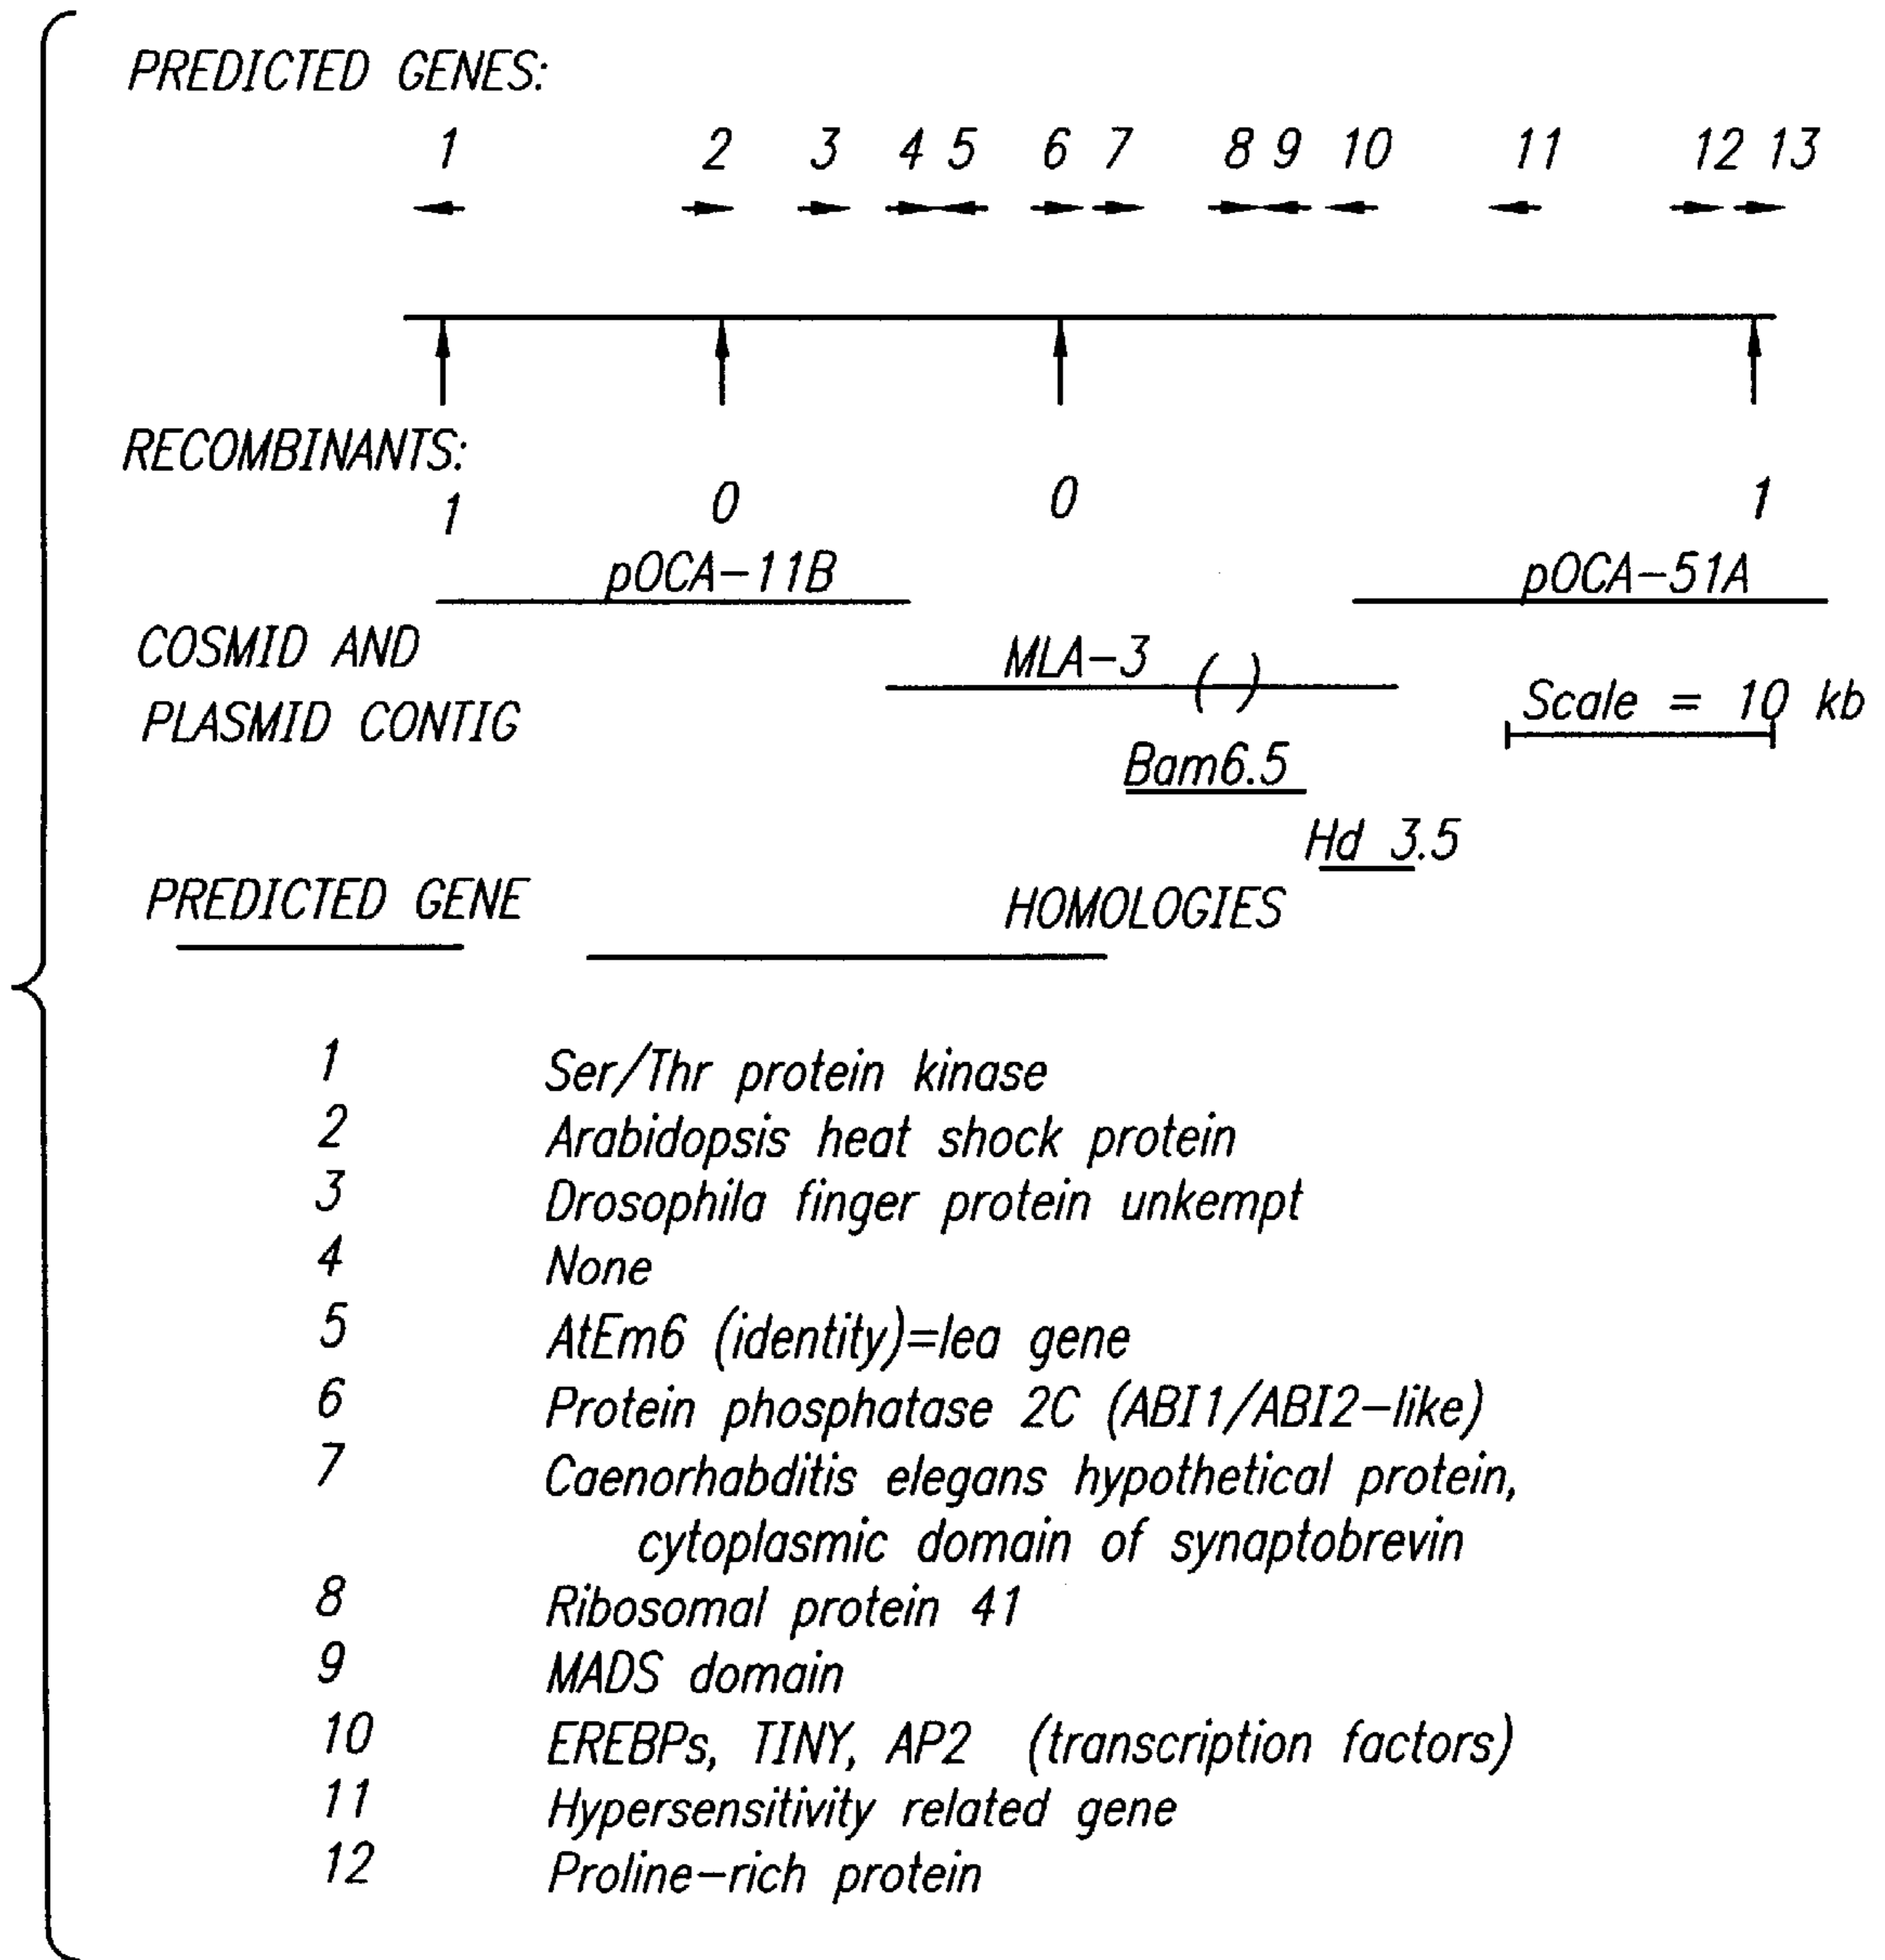 PREDICTED GENES:
1 2 3 4 5 6 7 8 9 10 11 12 13
RECOMBINANTS:
1 0 0 1
pOCA-11B pOCA-51A
COSMID AND
PLASMID CONTIG
MLA-3 ( )
Scale = 10 kb
Bam6.5
Hd 3.5
PREDICTED GENE HOMOLOGIES
1 Ser/Thr protein kinase
2 Arabidopsis heat shock protein
3 Drosophila finger protein unkempt
4 None
5 AtEm6 (identity)=lea gene
6 Protein phosphatase 2C (ABI1/ABI2-like)
7 Caenorhabditis elegans hypothetical protein,
cytoplasmic domain of synaptobrevin
8 Ribosomal protein 41
9 MADS domain
10 EREBPs, TINY, AP2 (transcription factors)
11 Hypersensitivity related gene
12 Proline-rich protein